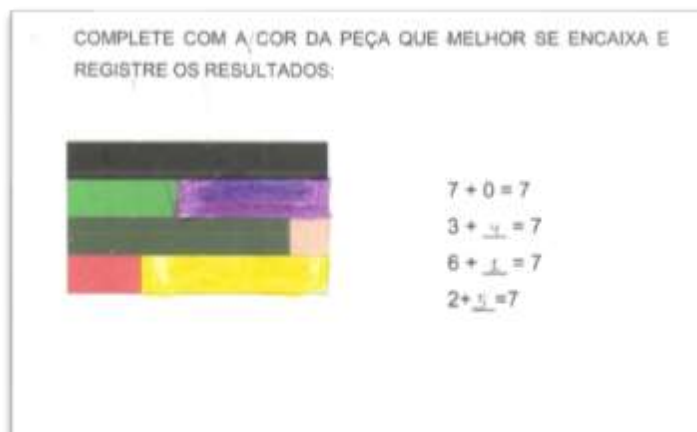 COMPLETE COM A COR DA PEÇA QUE MELHOR SE ENCAIXA E
REGISTRE OS RESULTADOS:
7 + 0 = 7
3 + 4 = 7
6 + 1 = 7
2+ 5 =7